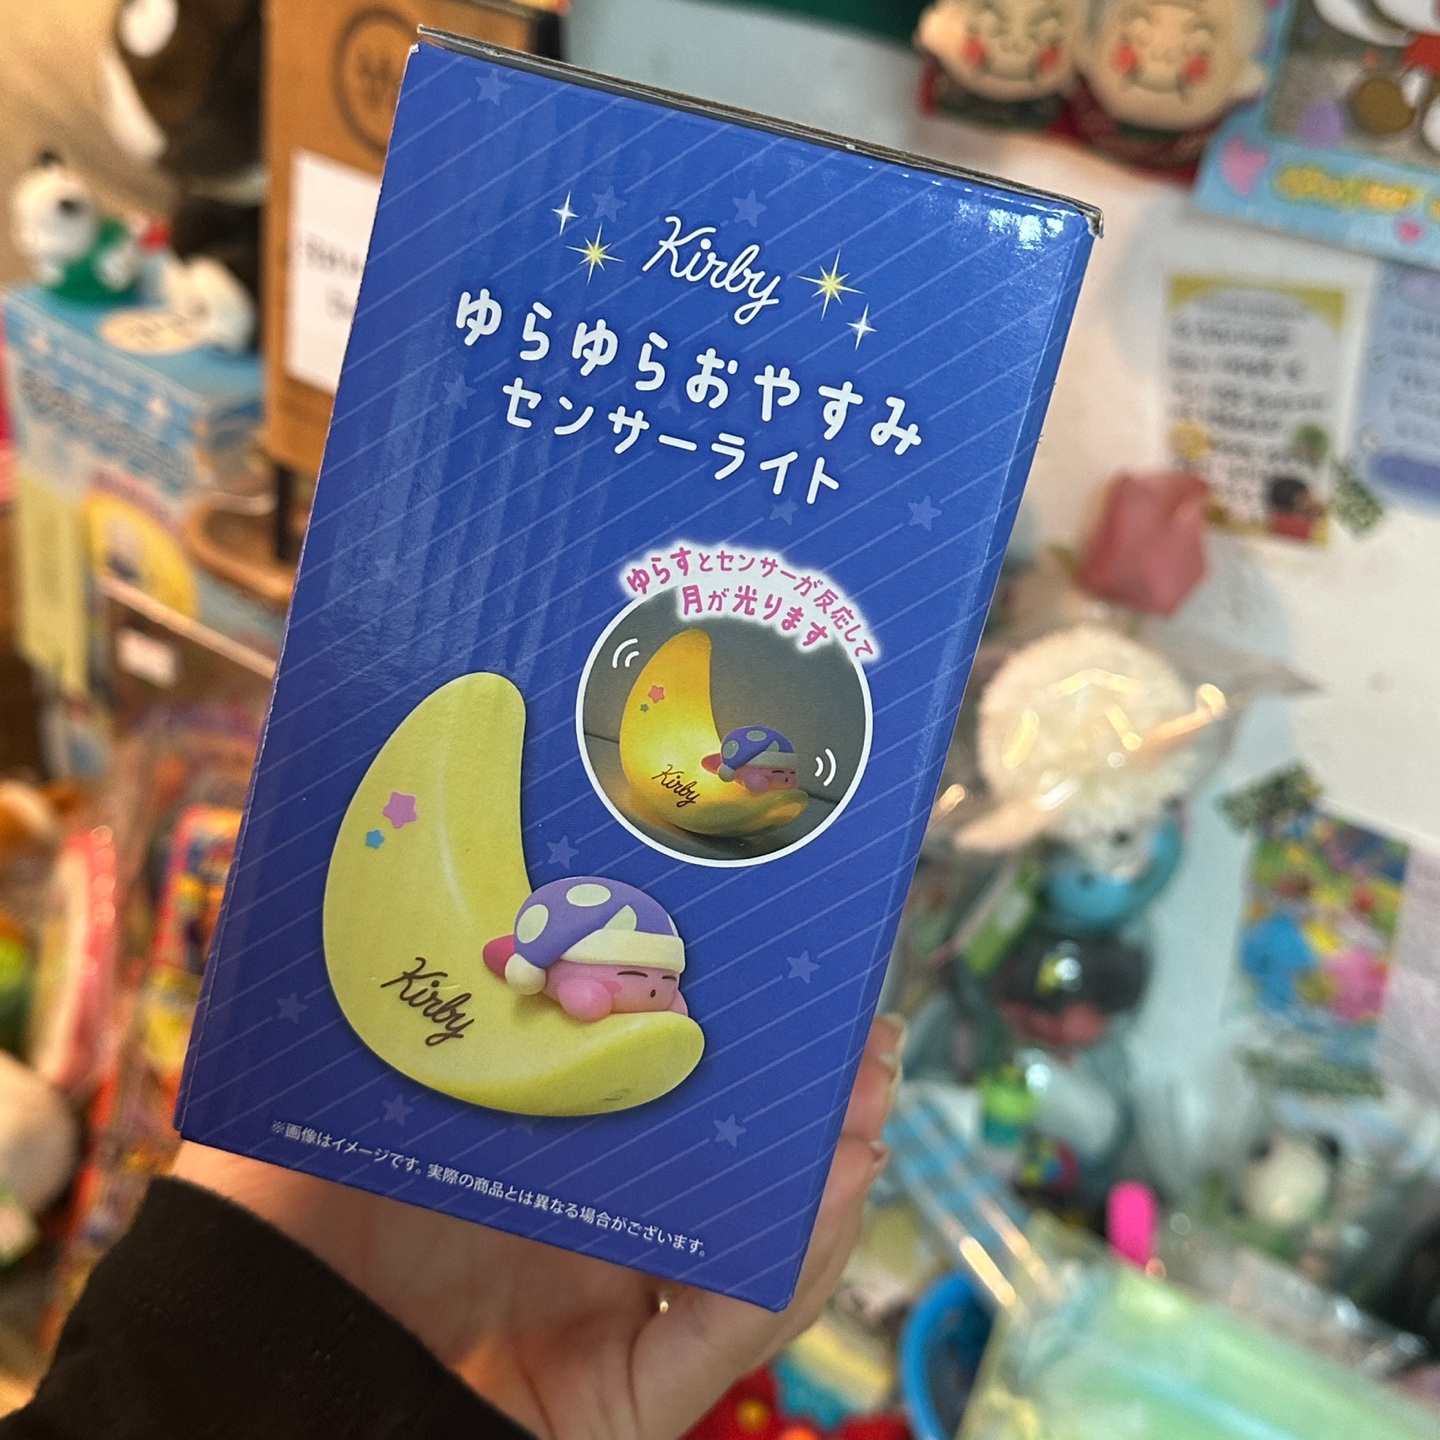 Kirby
ゆらゆらおやすみ
センサーライト
ゆらすとセンサーが反応して
月が光ります
Kirby
Kirby
※画像はイメージです。実際の商品とは異なる場合がございます。